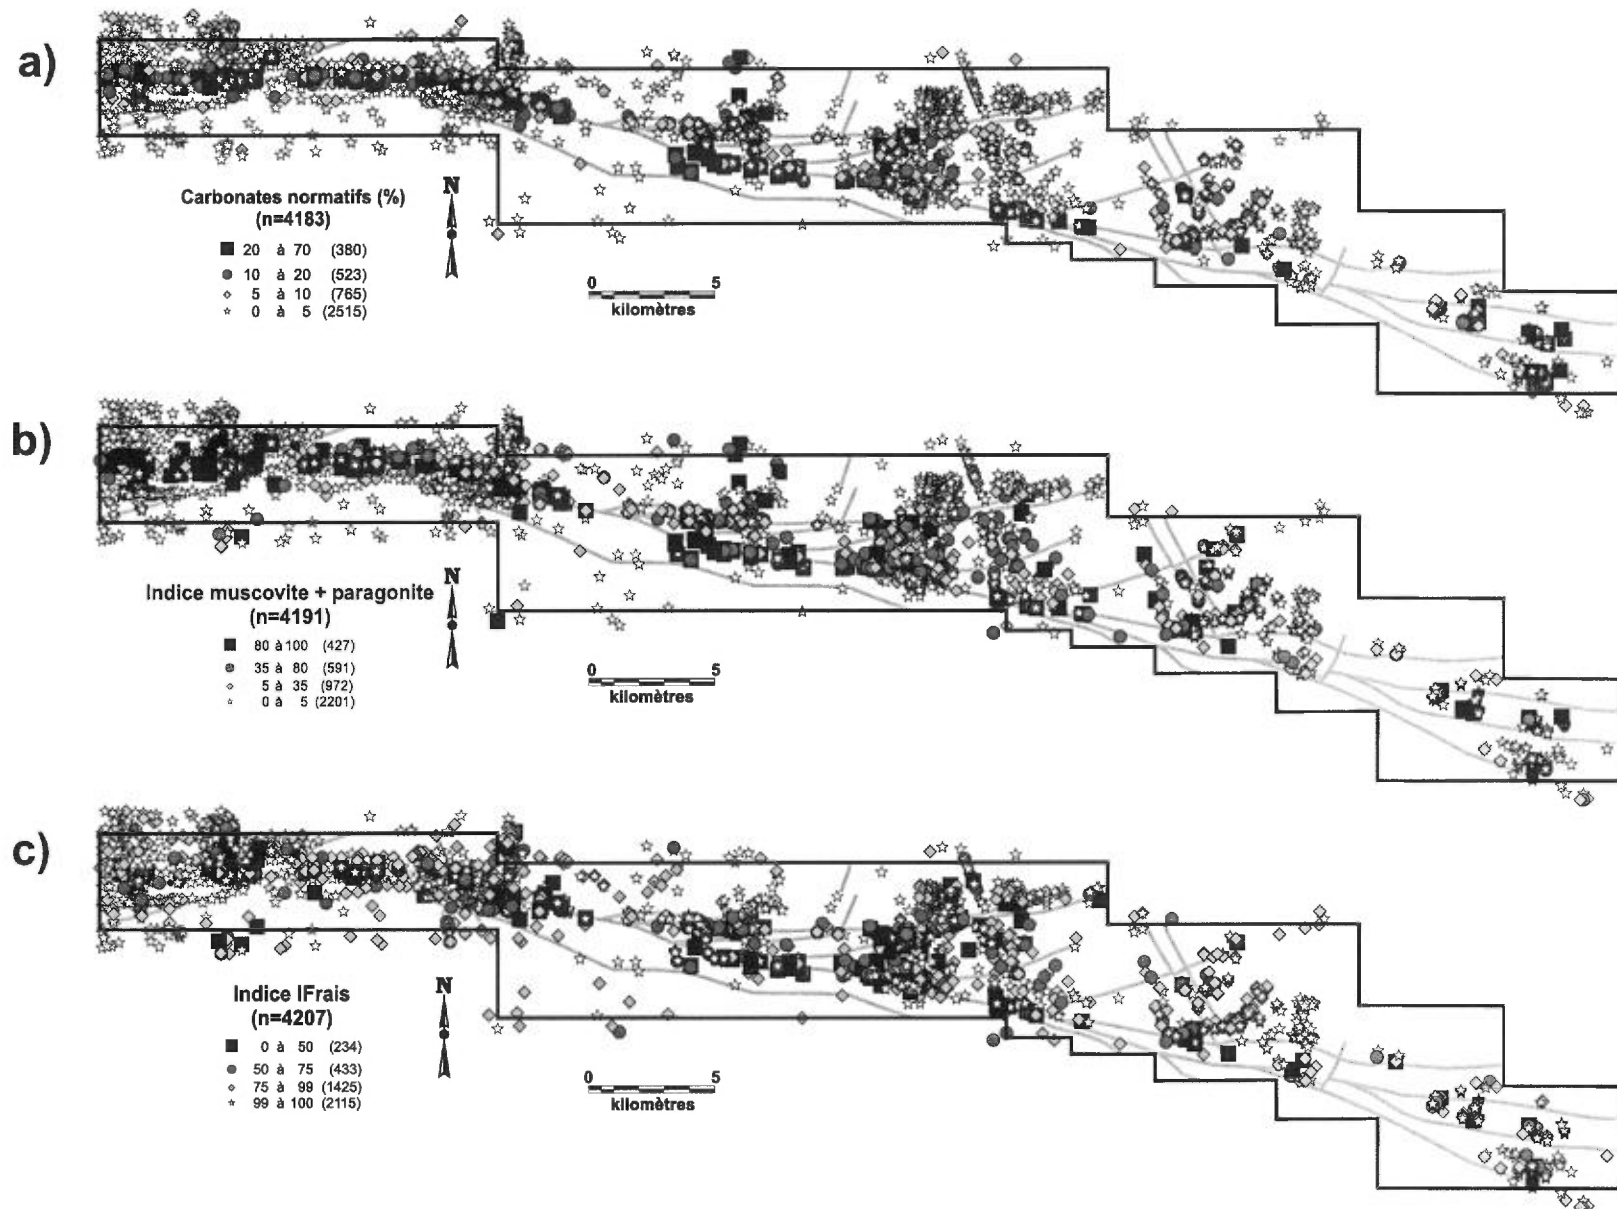 a)
Carbonates normatifs (%)
(n=4183)
20 à 70 (380)
10 à 20 (523)
5 à 10 (765)
0 à 5 (2515)
N
0 5
kilomètres
b)
Indice muscovite + paragonite
(n=4191)
80 à 100 (427)
35 à 80 (591)
5 à 35 (972)
0 à 5 (2201)
N
0 5
kilomètres
c)
Indice IFrais
(n=4207)
0 à 50 (234)
50 à 75 (433)
75 à 99 (1425)
99 à 100 (2115)
N
0 5
kilomètres